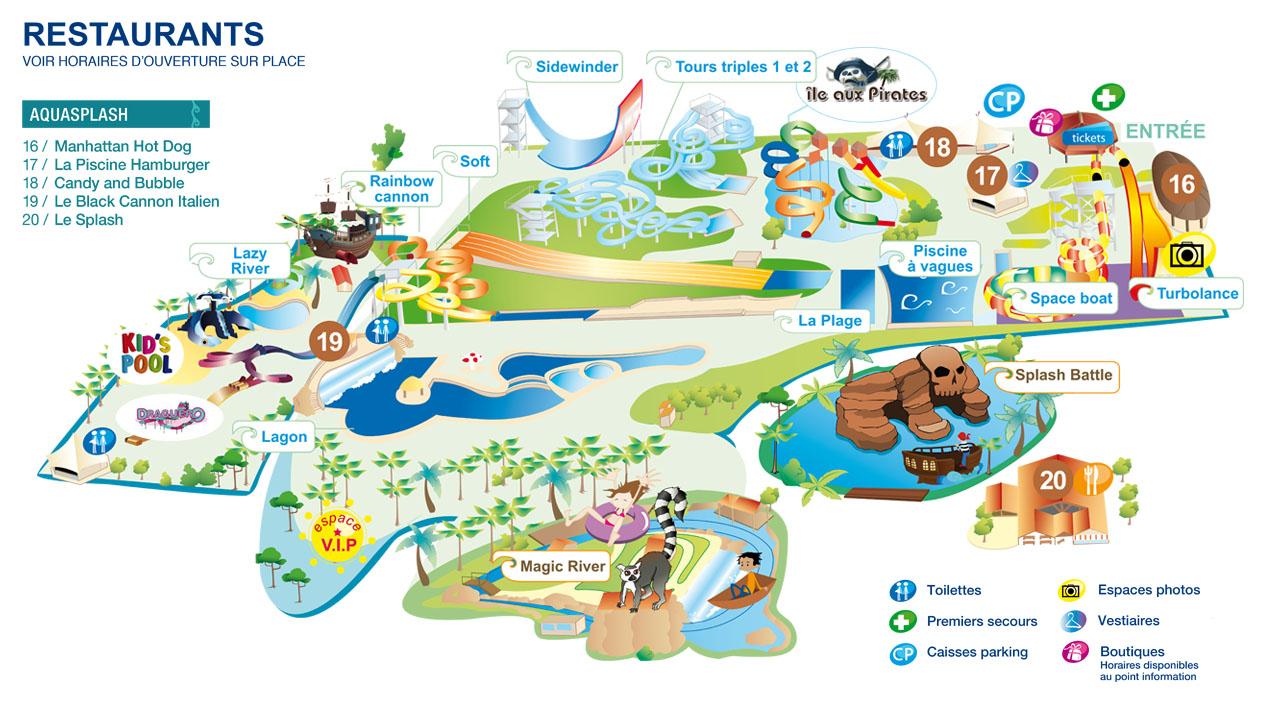 RESTAURANTS
VOIR HORAIRES D'OUVERTURE SUR PLACE
AQUASPLASH
16 / Manhattan Hot Dog
17 / La Piscine Hamburger
18 / Candy and Bubble
19 / Le Black Cannon Italien
20 / Le Splash
Sidewinder
Tours triples 1 et 2
île aux Pirates
CP
tickets
ENTRÉE
18
17
16
Soft
Rainbow
cannon
Lazy
River
Piscine
à vagues
Space boat
Turbolance
La Plage
KID'S
POOL
19
Splash Battle
DRAQUERO
Lagon
20
espace
V.I.P
Magic River
Toilettes
Premiers secours
CP Caisses parking
Espaces photos
Vestiaires
Boutiques
Horaires disponibles
au point information